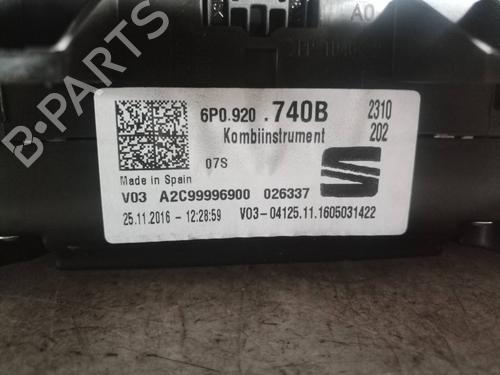 A0
6P0.920 .740B 2310
Kombiinstrument 202
07S
Made in Spain
V03 A2C99996900 026337
25.11.2016 - 12:28:59 V03-04125.11.1605031422